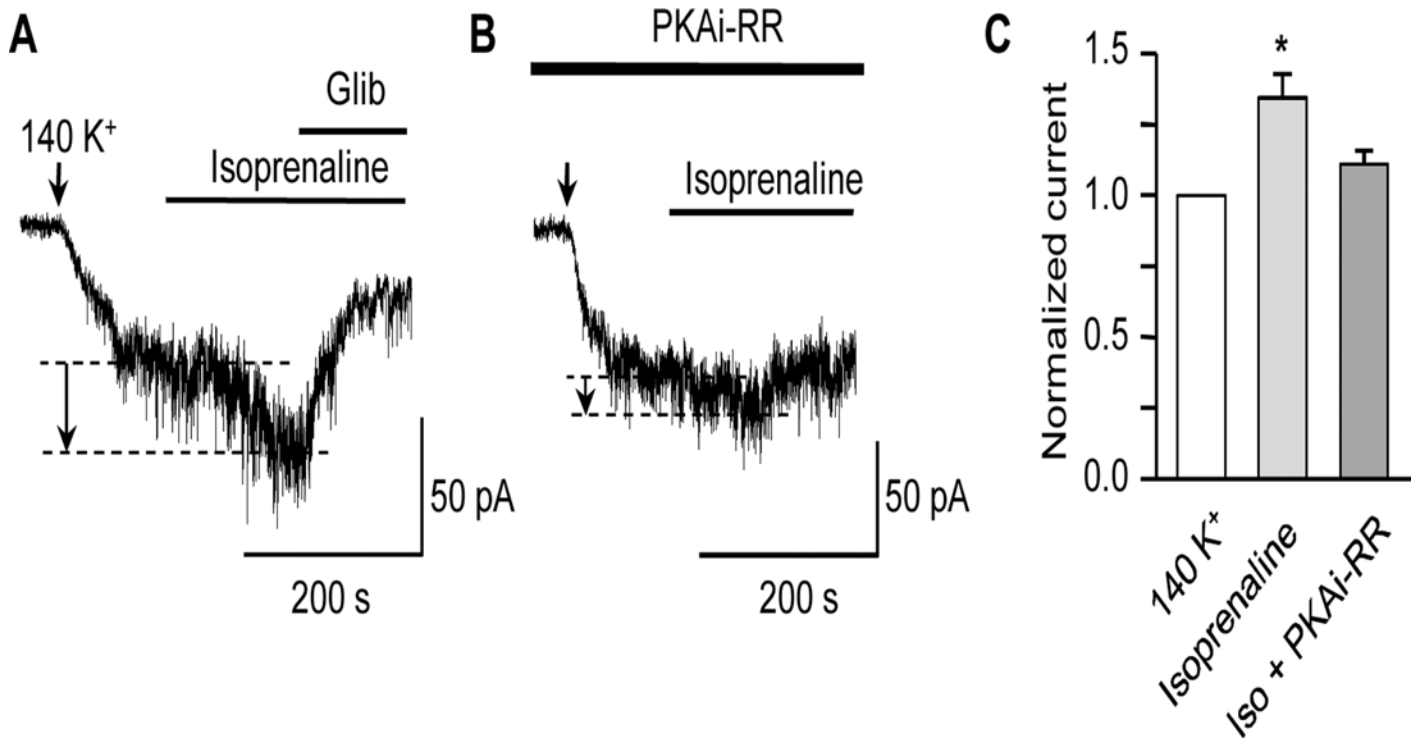 A
Glib
140 K⁺
Isoprenaline
50 pA
200 s
B
PKAi-RR
Isoprenaline
50 pA
200 s
C
Normalized current
1.5
*
1.0
0.5
0.0
140 K⁺
Isoprenaline
Iso + PKAi-RR